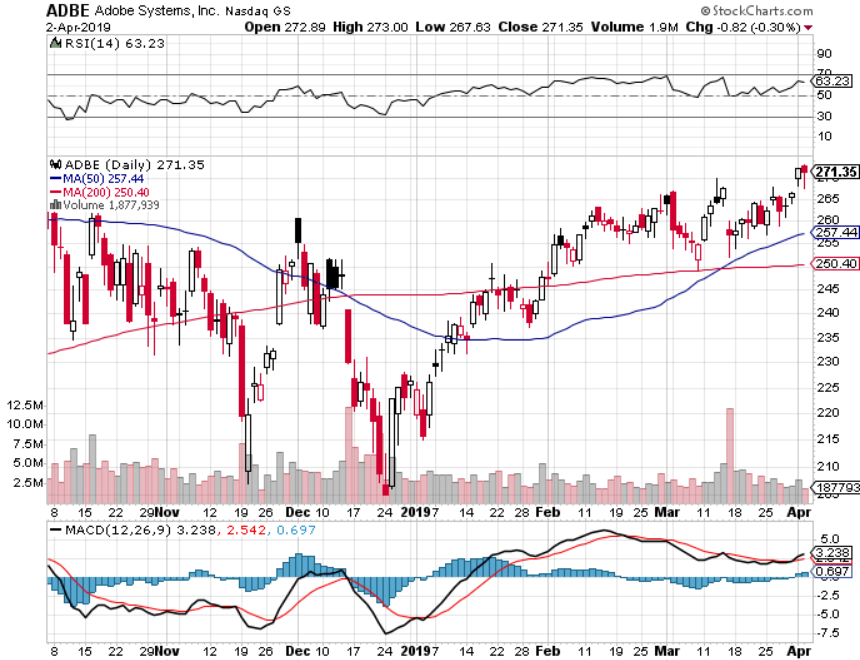 ADBE Adobe Systems, Inc. Nasdaq GS © StockCharts.com
2-Apr-2019 Open 272.89 High 273.00 Low 267.63 Close 271.35 Volume 1.9M Chg -0.82 (-0.30%)
RSI(14) 63.23
90
70
63.23
50
30
10
ADBE (Daily) 271.35
MA(50) 257.44
MA(200) 250.40
Volume 1,877,939
271.35
265
260
257.44
255
250.40
245
240
235
230
225
220
215
210
12.5M
10.0M
7.5M
5.0M
2.5M
187793
8 15 22 29 Nov 12 19 26 Dec 10 17 24 2019 7 14 22 28 Feb 11 19 25 Mar 11 18 25 Apr
MACD(12,26,9) 3.238, 2.542, 0.697
5.0
3.238
0.697
-2.5
-5.0
-7.5
8 15 22 29 Nov 12 19 26 Dec 10 17 24 2019 7 14 22 28 Feb 11 19 25 Mar 11 18 25 Apr